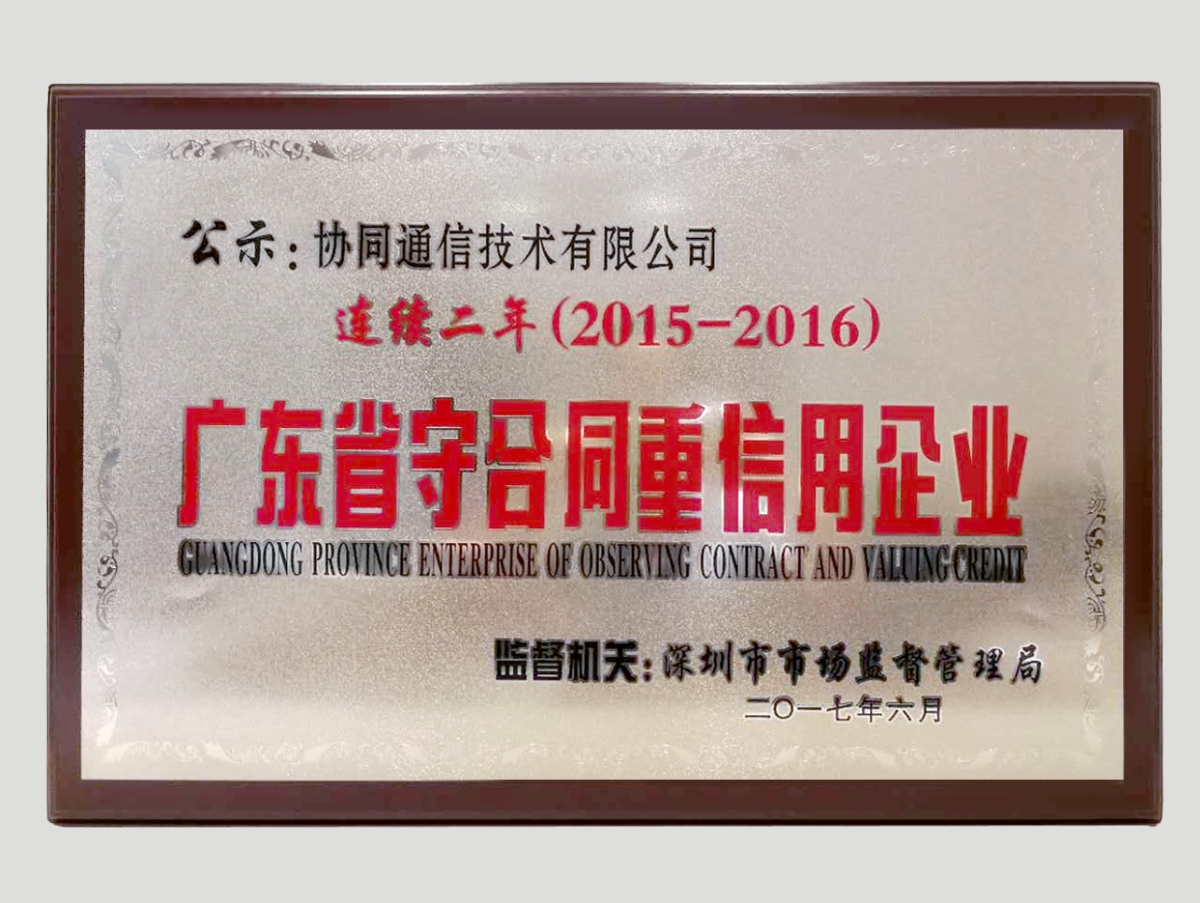 公示：协同通信技术有限公司
连续二年(2015-2016)
广东省守合同重信用企业
GUANGDONG PROVINCE ENTERPRISE OF OBSERVING CONTRACT AND VALUING CREDIT
监督机关：深圳市市场监督管理局
二〇一七年六月